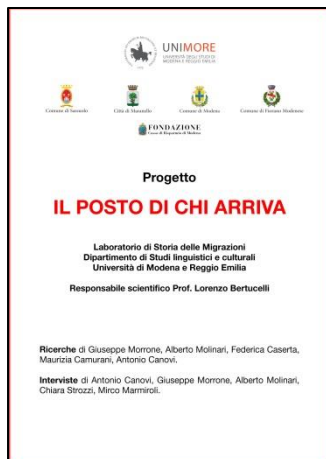 UNIMORE
UNIVERSITÀ DEGLI STUDI DI
MODENA E REGGIO EMILIA
Comune di Sassuolo
Città di Maranello
Comune di Modena
Comune di Fiorano Modenese
FONDAZIONE
Cassa di Risparmio di Modena
Progetto
IL POSTO DI CHI ARRIVA
Laboratorio di Storia delle Migrazioni
Dipartimento di Studi linguistici e culturali
Università di Modena e Reggio Emilia
Responsabile scientifico Prof. Lorenzo Bertucelli
Ricerche di Giuseppe Morrone, Alberto Molinari, Federica Caserta,
Maurizia Camurani, Antonio Canovi.
Interviste di Antonio Canovi, Giuseppe Morrone, Alberto Molinari,
Chiara Strozzi, Mirco Marmiroli.